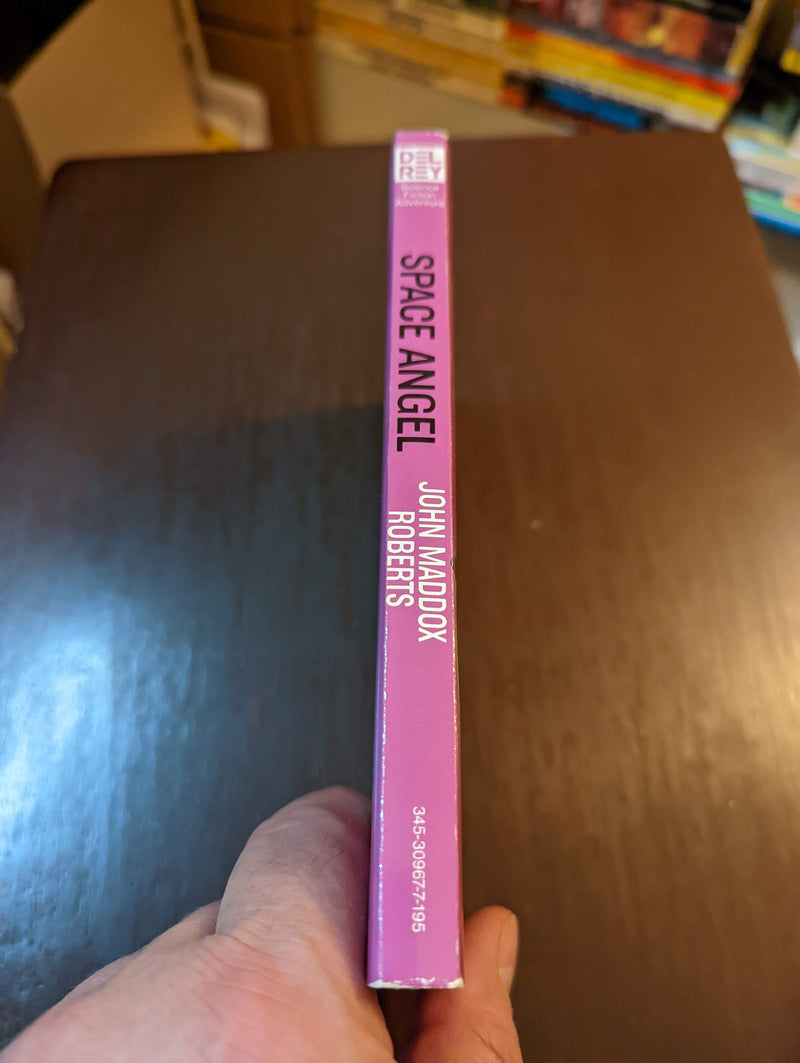 DEL
REY
Science
Fiction
Adventure
SPACE ANGEL
JOHN MADDOX
ROBERTS
345-30967-7-195